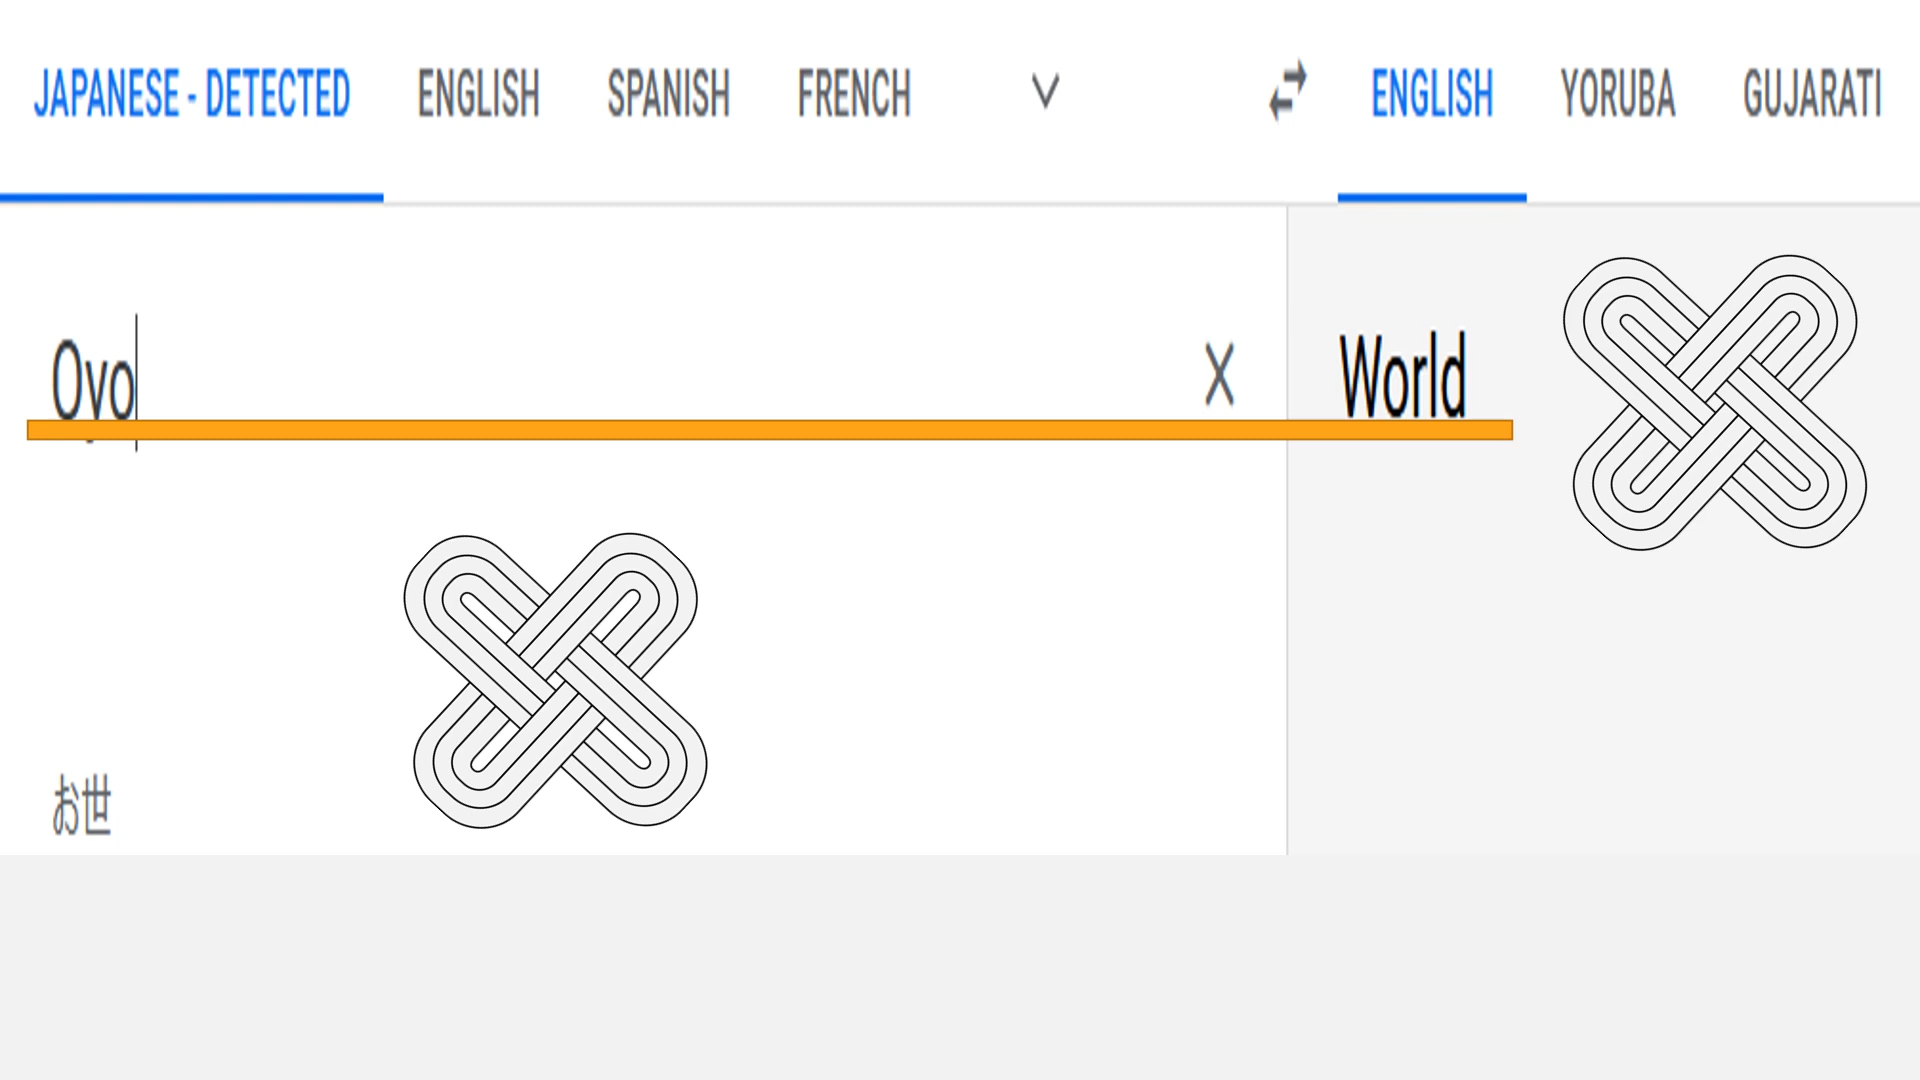 JAPANESE - DETECTED ENGLISH SPANISH FRENCH ENGLISH YORUBA GUJARATI
Oyo World
お世